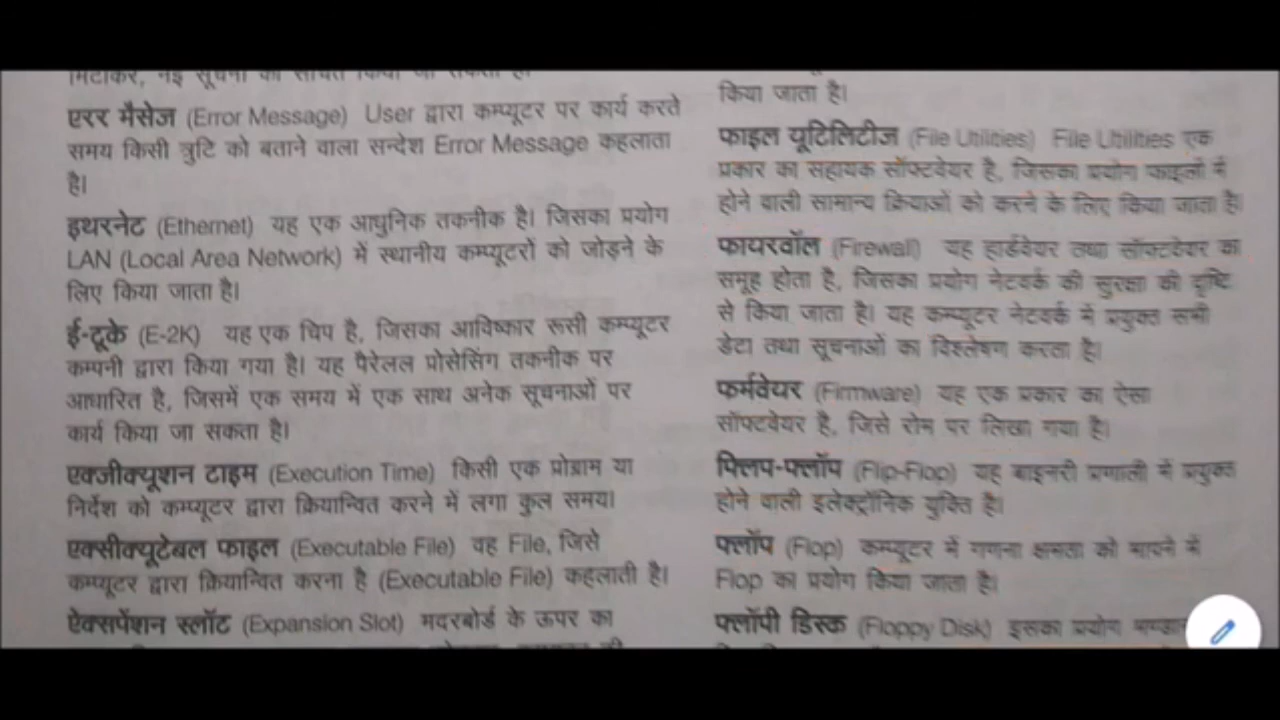 मिटाकर, नई सूचना को संचित किया जा सकता है।
एरर मैसेज (Error Message) User द्वारा कम्प्यूटर पर कार्य करते
समय किसी त्रुटि को बताने वाला सन्देश Error Message कहलाता
है।
इथरनेट (Ethernet) यह एक आधुनिक तकनीक है। जिसका प्रयोग
LAN (Local Area Network) में स्थानीय कम्प्यूटरों को जोड़ने के
लिए किया जाता है।
ई-टूके (E-2K) यह एक चिप है, जिसका आविष्कार रूसी कम्प्यूटर
कम्पनी द्वारा किया गया है। यह पैरेलल प्रोसेसिंग तकनीक पर
आधारित है, जिसमें एक समय में एक साथ अनेक सूचनाओं पर
कार्य किया जा सकता है।
एक्जीक्यूशन टाइम (Execution Time) किसी एक प्रोग्राम या
निर्देश को कम्प्यूटर द्वारा क्रियान्वित करने में लगा कुल समय।
एक्सीक्यूटेबल फाइल (Executable File) वह File, जिसे
कम्प्यूटर द्वारा क्रियान्वित करना है (Executable File) कहलाती है।
ऐक्सपेंशन स्लॉट (Expansion Slot) मदरबोर्ड के ऊपर का
किया जाता है।
फाइल यूटिलिटीज (File Utilities) File Utilities एक
प्रकार का सहायक सॉफ्टवेयर है, जिसका प्रयोग फाइलों में
होने वाली सामान्य क्रियाओं को करने के लिए किया जाता है।
फायरवॉल (Firewall) यह हार्डवेयर तथा सॉफ्टवेयर का
समूह होता है, जिसका प्रयोग नेटवर्क की सुरक्षा की दृष्टि
से किया जाता है। यह कम्प्यूटर नेटवर्क में प्रयुक्त सभी
डेटा तथा सूचनाओं का विश्लेषण करता है।
फर्मवेयर (Firmware) यह एक प्रकार का ऐसा
सॉफ्टवेयर है, जिसे रोम पर लिखा गया है।
फ्लिप-फ्लॉप (Flip-Flop) यह बाइनरी प्रणाली में प्रयुक्त
होने वाली इलेक्ट्रॉनिक युक्ति है।
फ्लॉप (Flop) कम्प्यूटर में गणना क्षमता को मापने में
Flop का प्रयोग किया जाता है।
फ्लॉपी डिस्क (Floppy Disk) इसका प्रयोग